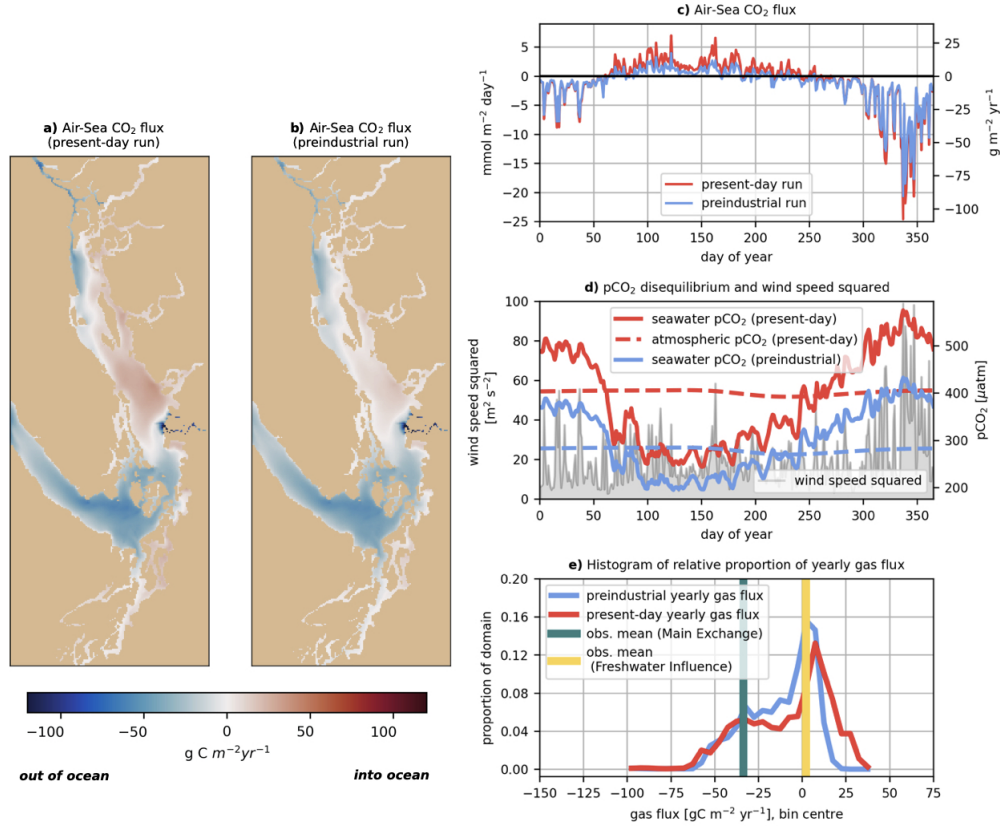 a) Air-Sea CO₂ flux
(present-day run)
b) Air-Sea CO₂ flux
(preindustrial run)
−100 −50 0 50 100
g C m⁻²yr⁻¹
out of ocean
into ocean
c) Air-Sea CO₂ flux
5
0
−5
−10
−15
−20
−25
mmol m⁻² day⁻¹
25
0
−25
−50
−75
−100
g m⁻² yr⁻¹
present-day run
preindustrial run
0 50 100 150 200 250 300 350
day of year
d) pCO₂ disequilibrium and wind speed squared
100
80
60
40
20
0
wind speed squared
[m² s⁻²]
seawater pCO₂ (present-day)
atmospheric pCO₂ (present-day)
seawater pCO₂ (preindustrial)
wind speed squared
500
400
300
200
pCO₂ [μatm]
0 50 100 150 200 250 300 350
day of year
e) Histogram of relative proportion of yearly gas flux
0.20
0.16
0.12
0.08
0.04
0.00
proportion of domain
preindustrial yearly gas flux
present-day yearly gas flux
obs. mean (Main Exchange)
obs. mean
(Freshwater Influence)
−150 −125 −100 −75 −50 −25 0 25 50 75
gas flux [gC m⁻² yr⁻¹], bin centre